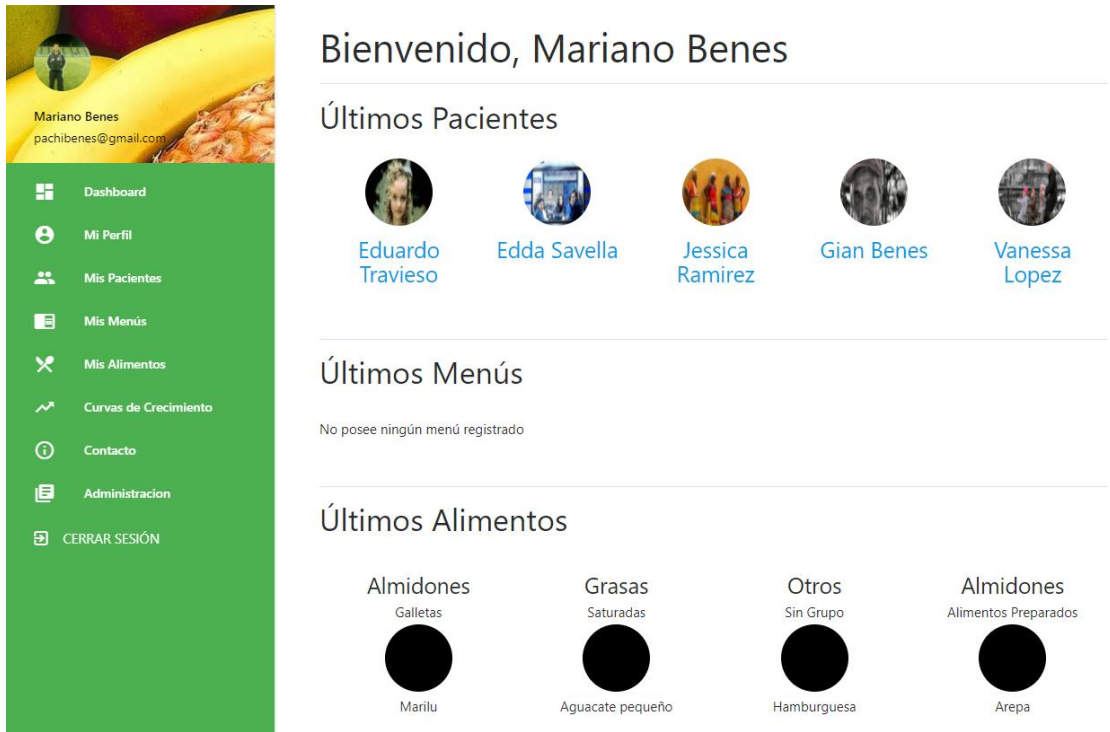 Mariano Benes
pachibenes@gmail.com
Dashboard
Mi Perfil
Mis Pacientes
Mis Menús
Mis Alimentos
Curvas de Crecimiento
Contacto
Administracion
CERRAR SESIÓN
Bienvenido, Mariano Benes
Últimos Pacientes
Eduardo
Travieso
Edda Savella
Jessica
Ramirez
Gian Benes
Vanessa
Lopez
Últimos Menús
No posee ningún menú registrado
Últimos Alimentos
Almidones
Galletas
Marilu
Grasas
Saturadas
Aguacate pequeño
Otros
Sin Grupo
Hamburguesa
Almidones
Alimentos Preparados
Arepa